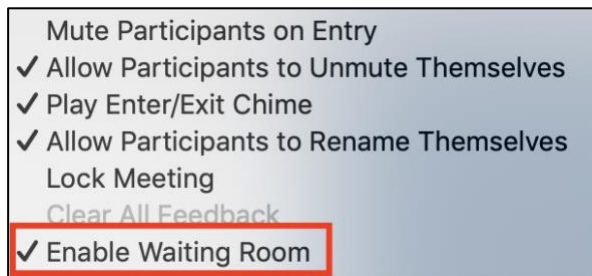 Mute Participants on Entry
✓ Allow Participants to Unmute Themselves
✓ Play Enter/Exit Chime
✓ Allow Participants to Rename Themselves
Lock Meeting
Clear All Feedback
✓ Enable Waiting Room